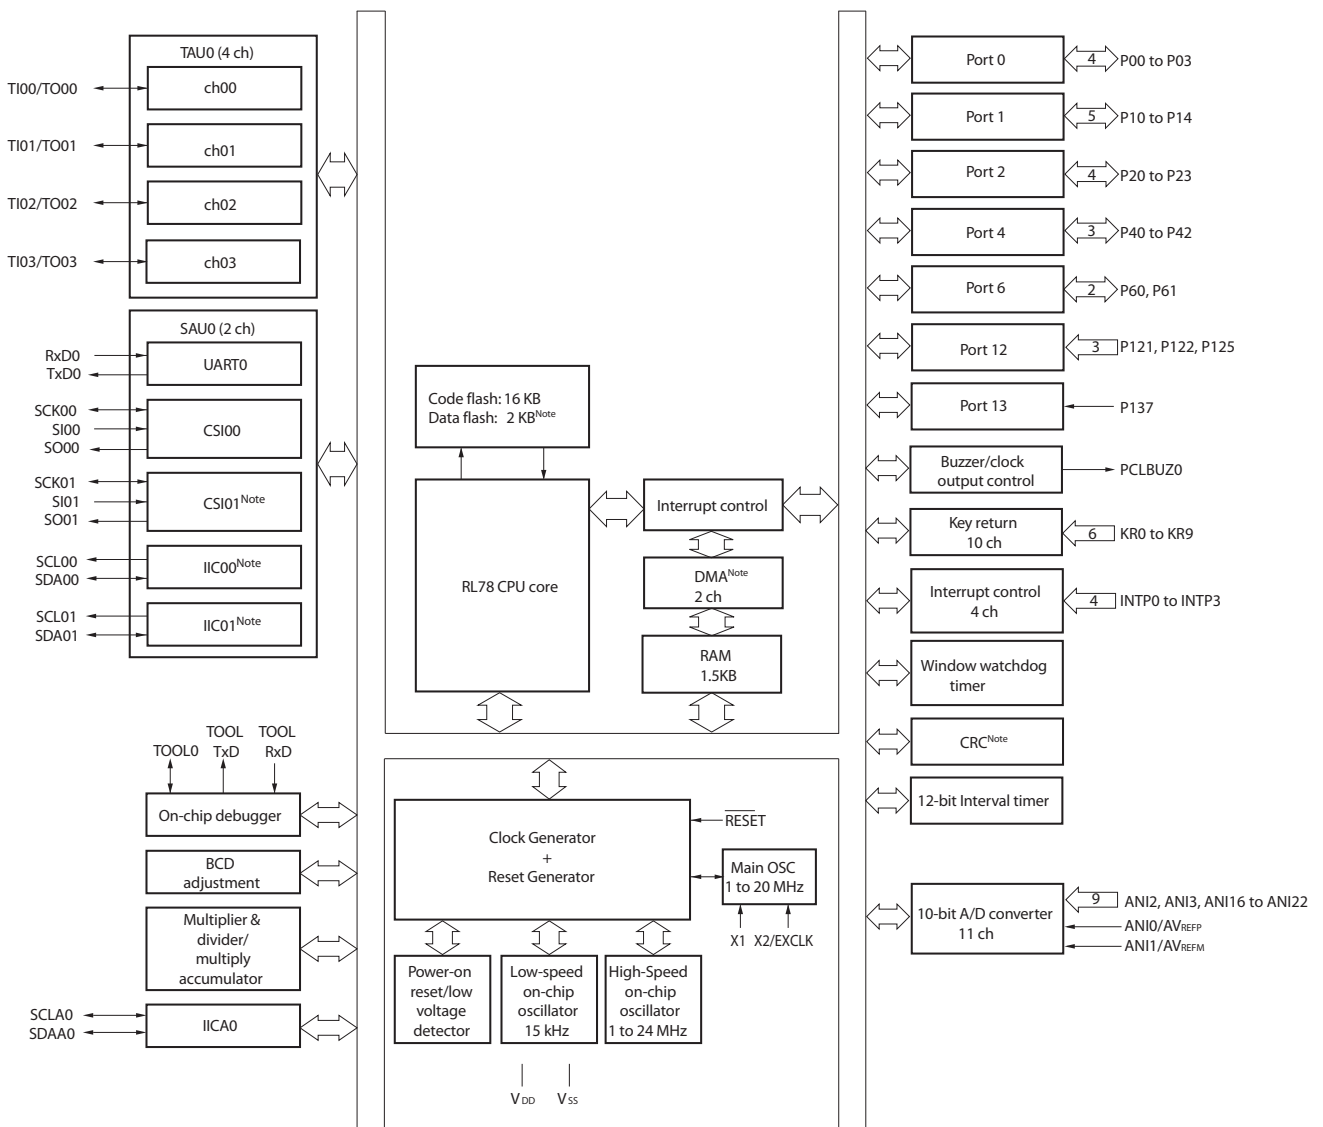 TAU0 (4 ch)
TI00/TO00
ch00
TI01/TO01
ch01
TI02/TO02
ch02
TI03/TO03
ch03
SAU0 (2 ch)
RxD0
TxD0
UART0
SCK00
SI00
SO00
CSI00
SCK01
SI01
SO01
CSI01Note
SCL00
SDA00
IIC00Note
SCL01
SDA01
IIC01Note
TOOL0
TOOL
TxD
TOOL
RxD
On-chip debugger
BCD
adjustment
Multiplier &
divider/
multiply
accumulator
SCLA0
SDAA0
IICA0
Code flash: 16 KB
Data flash: 2 KBNote
RL78 CPU core
Interrupt control
DMANote
2 ch
RAM
1.5KB
Clock Generator
+
Reset Generator
RESET
Main OSC
1 to 20 MHz
X1 X2/EXCLK
Power-on
reset/low
voltage
detector
Low-speed
on-chip
oscillator
15 kHz
High-Speed
on-chip
oscillator
1 to 24 MHz
VDD
VSS
Port 0
4
P00 to P03
Port 1
5
P10 to P14
Port 2
4
P20 to P23
Port 4
3
P40 to P42
Port 6
2
P60, P61
Port 12
3
P121, P122, P125
Port 13
P137
Buzzer/clock
output control
PCLBUZ0
Key return
10 ch
6
KR0 to KR9
Interrupt control
4 ch
4
INTP0 to INTP3
Window watchdog
timer
CRCNote
12-bit Interval timer
10-bit A/D converter
11 ch
9
ANI2, ANI3, ANI16 to ANI22
ANI0/AVREFP
ANI1/AVREFM